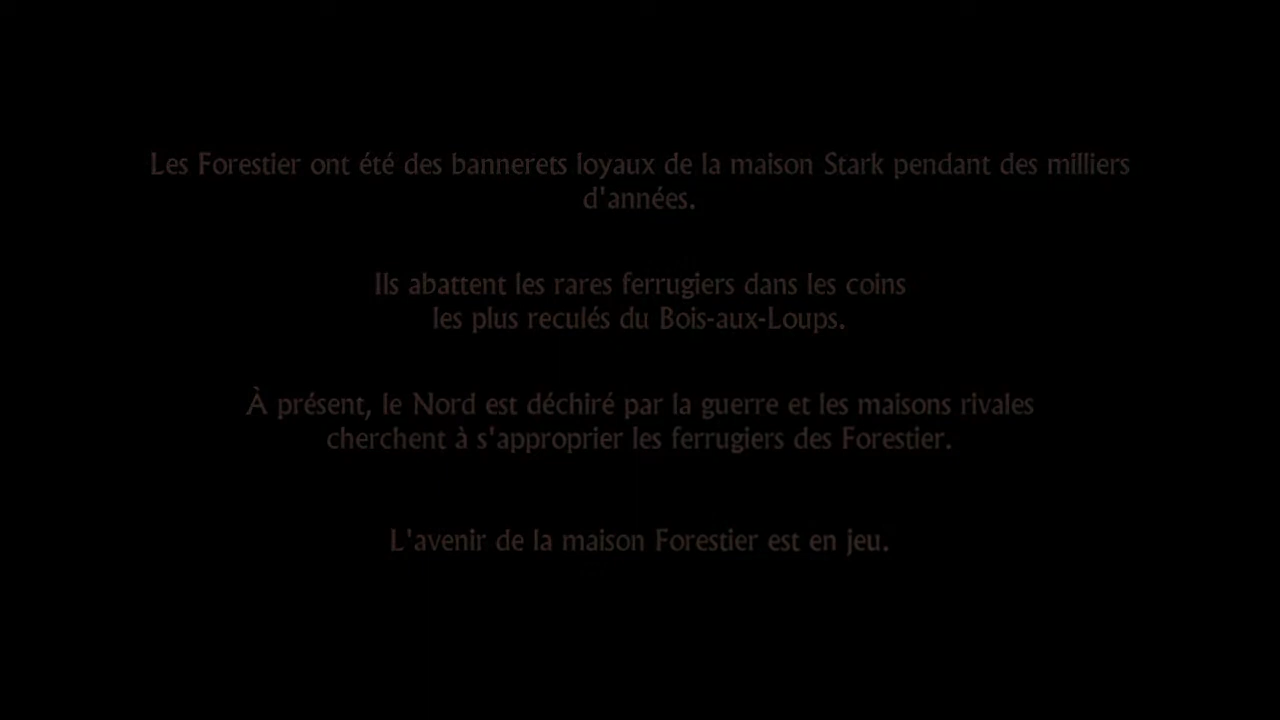 Les Forestier ont été des bannerets loyaux de la maison Stark pendant des milliers
d'années.
Ils abattent les rares ferrugiers dans les coins
les plus reculés du Bois-aux-Loups.
À présent, le Nord est déchiré par la guerre et les maisons rivales
cherchent à s'approprier les ferrugiers des Forestier.
L'avenir de la maison Forestier est en jeu.